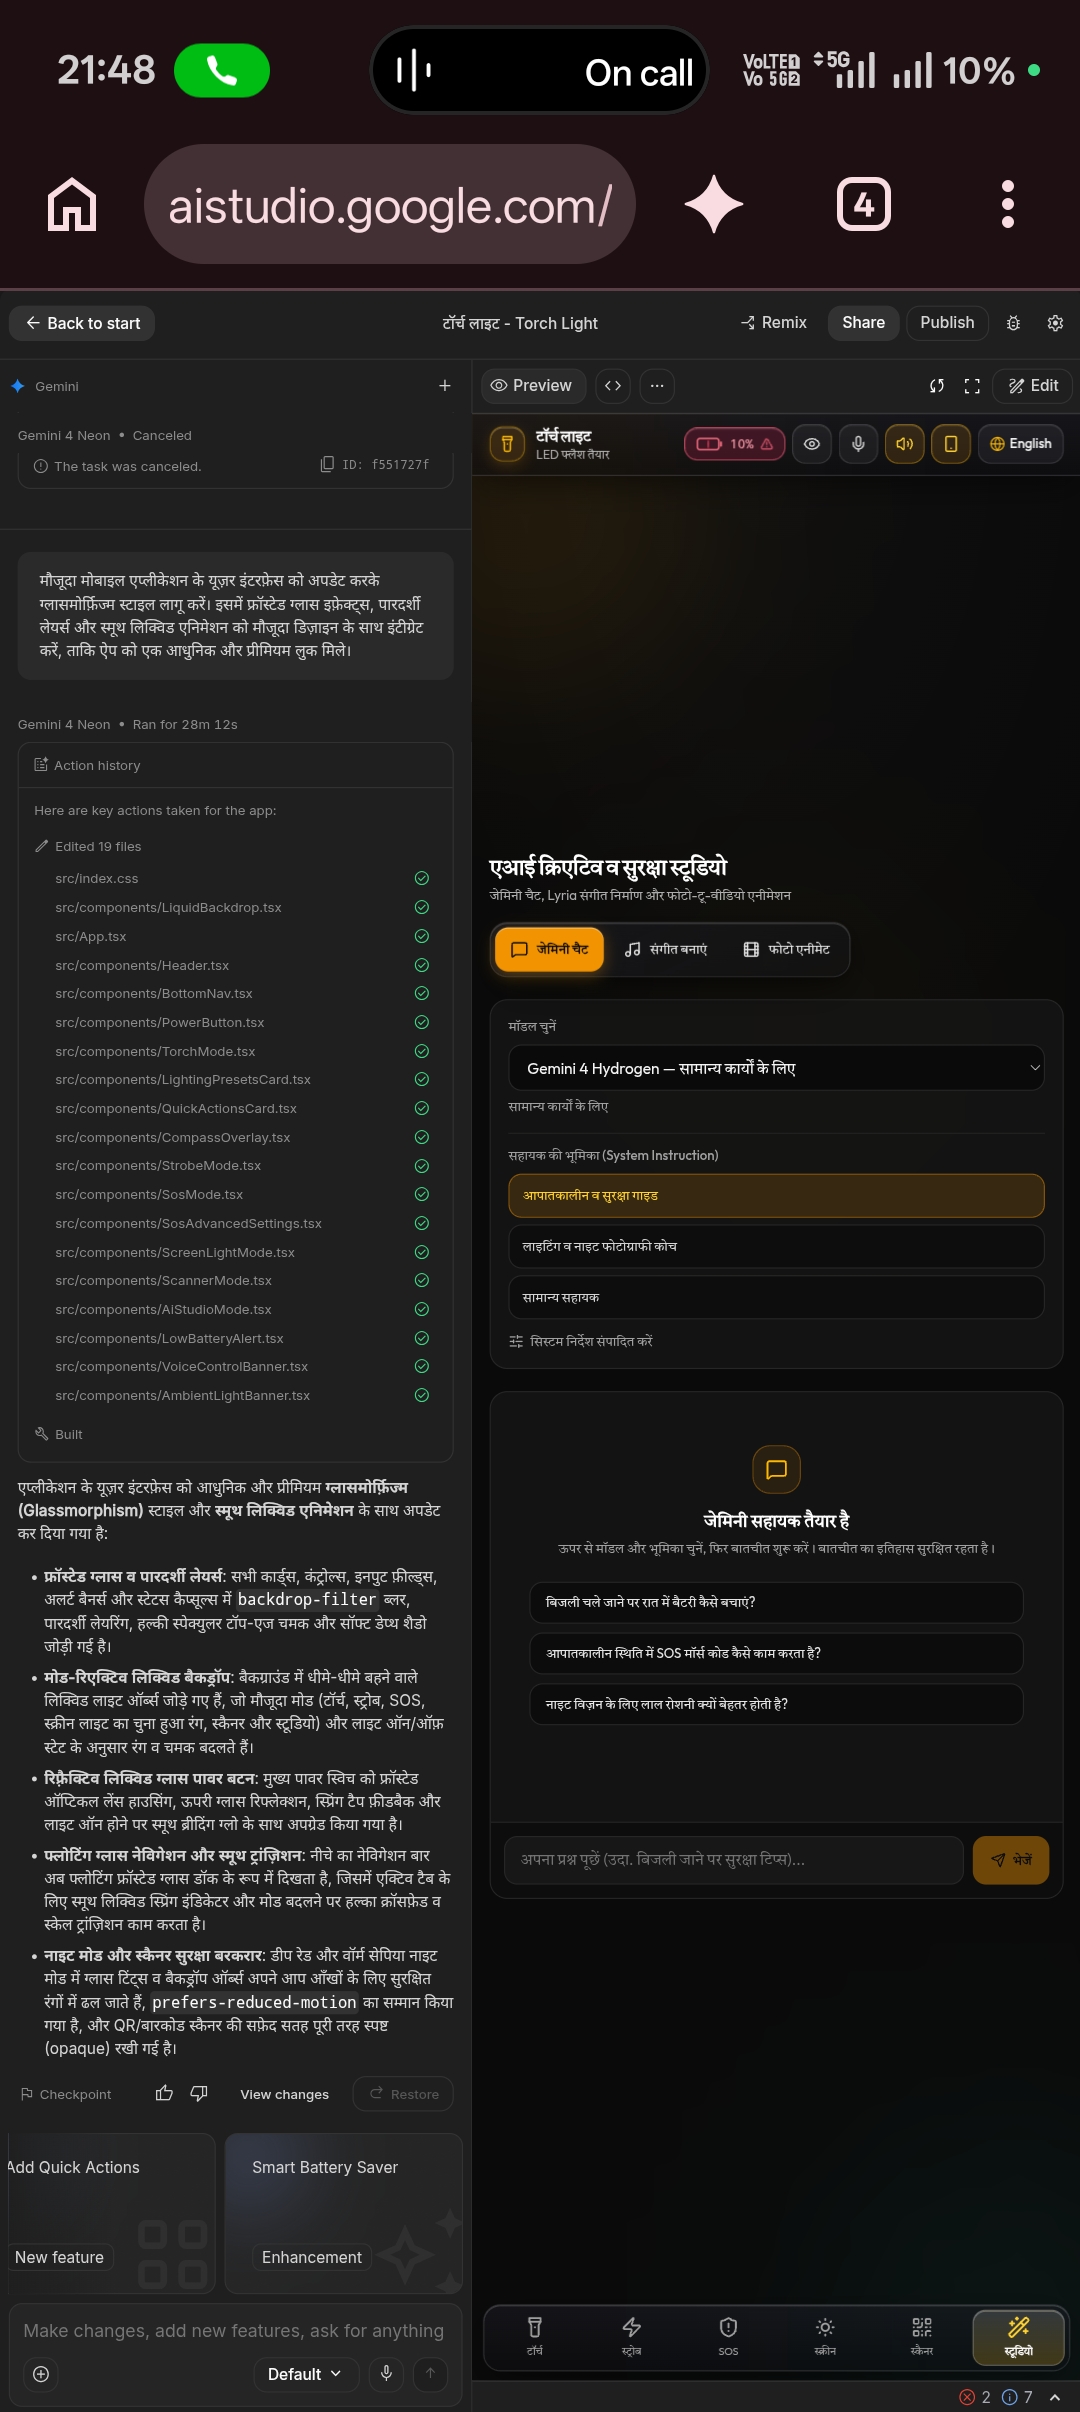 21:48
On call
VoLTE 1
Vo 5G 2
5G
10%
aistudio.google.com/
4
Back to start
टॉर्च लाइट - Torch Light
Remix
Share
Publish
Gemini
Gemini 4 Neon • Canceled
The task was canceled.
ID: f551727f
मौजूदा मोबाइल एप्लीकेशन के यूज़र इंटरफ़ेस को अपडेट करके
ग्लासमोर्फ़िज्म स्टाइल लागू करें। इसमें फ्रॉस्टेड ग्लास इफ़ेक्ट्स, पारदर्शी
लेयर्स और स्मूथ लिक्विड एनिमेशन को मौजूदा डिज़ाइन के साथ इंटीग्रेट
करें, ताकि ऐप को एक आधुनिक और प्रीमियम लुक मिले।
Gemini 4 Neon • Ran for 28m 12s
Action history
Here are key actions taken for the app:
Edited 19 files
src/index.css
src/components/LiquidBackdrop.tsx
src/App.tsx
src/components/Header.tsx
src/components/BottomNav.tsx
src/components/PowerButton.tsx
src/components/TorchMode.tsx
src/components/LightingPresetsCard.tsx
src/components/QuickActionsCard.tsx
src/components/CompassOverlay.tsx
src/components/StrobeMode.tsx
src/components/SosMode.tsx
src/components/SosAdvancedSettings.tsx
src/components/ScreenLightMode.tsx
src/components/ScannerMode.tsx
src/components/AiStudioMode.tsx
src/components/LowBatteryAlert.tsx
src/components/VoiceControlBanner.tsx
src/components/AmbientLightBanner.tsx
Built
एप्लीकेशन के यूज़र इंटरफ़ेस को आधुनिक और प्रीमियम ग्लासमोर्फ़िज्म
(Glassmorphism) स्टाइल और स्मूथ लिक्विड एनिमेशन के साथ अपडेट
कर दिया गया है:
• फ्रॉस्टेड ग्लास व पारदर्शी लेयर्स: सभी कार्ड्स, कंट्रोल्स, इनपुट फ़ील्ड्स,
अलर्ट बैनर्स और स्टेटस कैप्सूल्स में backdrop-filter ब्लर,
पारदर्शी लेयरिंग, हल्की स्पेक्युलर टॉप-एज चमक और सॉफ्ट डेप्थ शैडो
जोड़ी गई है।
• मोड-रिएक्टिव लिक्विड बैकड्रॉप: बैकग्राउंड में धीमे-धीमे बहने वाले
लिक्विड लाइट ऑर्ब्स जोड़े गए हैं, जो मौजूदा मोड (टॉर्च, स्ट्रोब, SOS,
स्क्रीन लाइट का चुना हुआ रंग, स्कैनर और स्टूडियो) और लाइट ऑन/ऑफ़
स्टेट के अनुसार रंग व चमक बदलते हैं।
• रिफ्रैक्टिव लिक्विड ग्लास पावर बटन: मुख्य पावर स्विच को फ्रॉस्टेड
ऑप्टिकल लेंस हाउसिंग, ऊपरी ग्लास रिफ्लेक्शन, स्प्रिंग टैप फ़ीडबैक और
लाइट ऑन होने पर स्मूथ ब्रीदिंग ग्लो के साथ अपग्रेड किया गया है।
• फ्लोटिंग ग्लास नेविगेशन और स्मूथ ट्रांज़िशन: नीचे का नेविगेशन बार
अब फ्लोटिंग फ्रॉस्टेड ग्लास डॉक के रूप में दिखता है, जिसमें एक्टिव टैब के
लिए स्मूथ लिक्विड स्प्रिंग इंडिकेटर और मोड बदलने पर हल्का क्रॉसफ़ेड व
स्केल ट्रांज़िशन काम करता है।
• नाइट मोड और स्कैनर सुरक्षा बरकरार: डीप रेड और वॉर्म सेपिया नाइट
मोड में ग्लास टिंट्स व बैकड्रॉप ऑर्ब्स अपने आप आँखों के लिए सुरक्षित
रंगों में ढल जाते हैं, prefers-reduced-motion का सम्मान किया
गया है, और QR/बारकोड स्कैनर की सफ़ेद सतह पूरी तरह स्पष्ट
(opaque) रखी गई है।
Checkpoint
View changes
Restore
Add Quick Actions
New feature
Smart Battery Saver
Enhancement
Make changes, add new features, ask for anything
Default
Preview
Edit
टॉर्च लाइट
LED फ्लैश तैयार
10%
English
एआई क्रिएटिव व सुरक्षा स्टूडियो
जेमिनी चैट, Lyria संगीत निर्माण और फोटो-टू-वीडियो एनीमेशन
जेमिनी चैट
संगीत बनाएं
फोटो एनीमेट
मॉडल चुनें
Gemini 4 Hydrogen — सामान्य कार्यों के लिए
सामान्य कार्यों के लिए
सहायक की भूमिका (System Instruction)
आपातकालीन व सुरक्षा गाइड
लाइटिंग व नाइट फोटोग्राफी कोच
सामान्य सहायक
सिस्टम निर्देश संपादित करें
जेमिनी सहायक तैयार है
ऊपर से मॉडल और भूमिका चुनें, फिर बातचीत शुरू करें। बातचीत का इतिहास सुरक्षित रहता है।
बिजली चले जाने पर रात में बैटरी कैसे बचाएं?
आपातकालीन स्थिति में SOS मॉर्स कोड कैसे काम करता है?
नाइट विज़न के लिए लाल रोशनी क्यों बेहतर होती है?
अपना प्रश्न पूछें (उदा. बिजली जाने पर सुरक्षा टिप्स)...
भेजें
टॉर्च
स्ट्रोब
SOS
स्क्रीन
स्कैनर
स्टूडियो
2
7